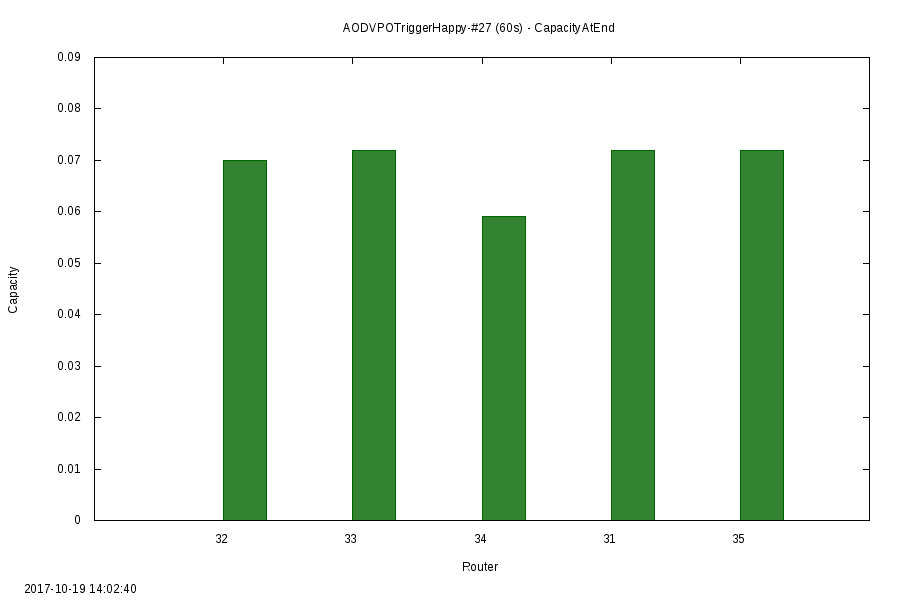 AODVPOTriggerHappy-#27 (60s) - CapacityAtEnd
0.09
0.08
0.07
0.06
0.05
0.04
0.03
0.02
0.01
0
Capacity
32 33 34 31 35
Router
2017-10-19 14:02:40